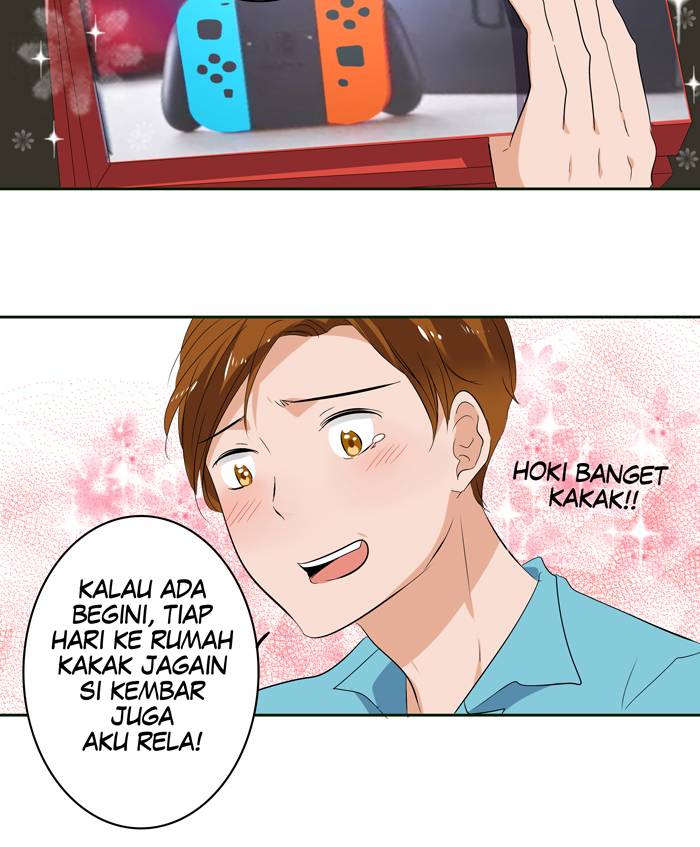 HOKI BANGET
KAKAK!!
KALAU ADA
BEGINI, TIAP
HARI KE RUMAH
KAKAK JAGAIN
SI KEMBAR
JUGA
AKU RELA!